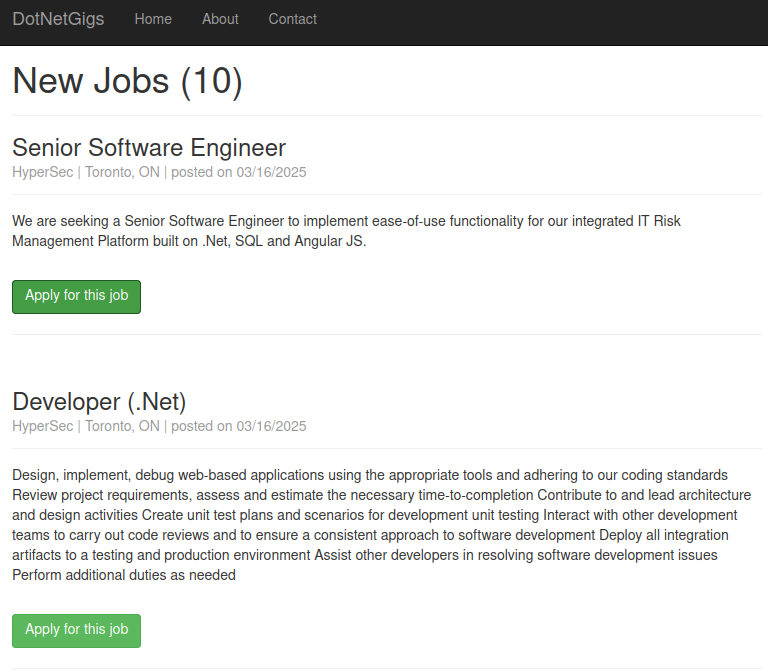 DotNetGigs Home About Contact
New Jobs (10)
Senior Software Engineer
HyperSec | Toronto, ON | posted on 03/16/2025
We are seeking a Senior Software Engineer to implement ease-of-use functionality for our integrated IT Risk
Management Platform built on .Net, SQL and Angular JS.
Apply for this job
Developer (.Net)
HyperSec | Toronto, ON | posted on 03/16/2025
Design, implement, debug web-based applications using the appropriate tools and adhering to our coding standards
Review project requirements, assess and estimate the necessary time-to-completion Contribute to and lead architecture
and design activities Create unit test plans and scenarios for development unit testing Interact with other development
teams to carry out code reviews and to ensure a consistent approach to software development Deploy all integration
artifacts to a testing and production environment Assist other developers in resolving software development issues
Perform additional duties as needed
Apply for this job